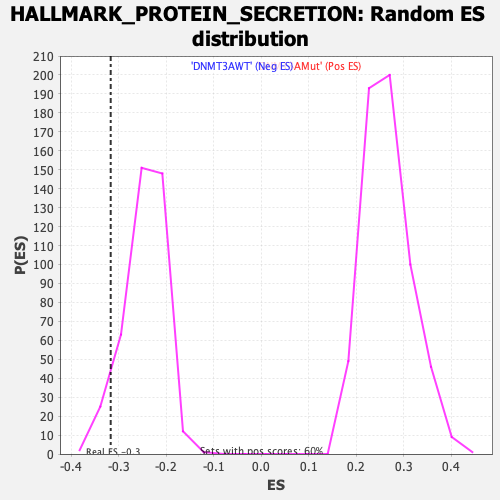 HALLMARK_PROTEIN_SECRETION: Random ES
distribution
'DNMT3AWT' (Neg ES) AMut' (Pos ES)
210
200
190
180
170
160
150
140
130
120
110
100
90
80
70
60
50
40
30
20
10
0
P(ES)
Real ES -0.3
Sets with pos scores: 60%
-0.4 -0.3 -0.2 -0.1 0.0 0.1 0.2 0.3 0.4
ES